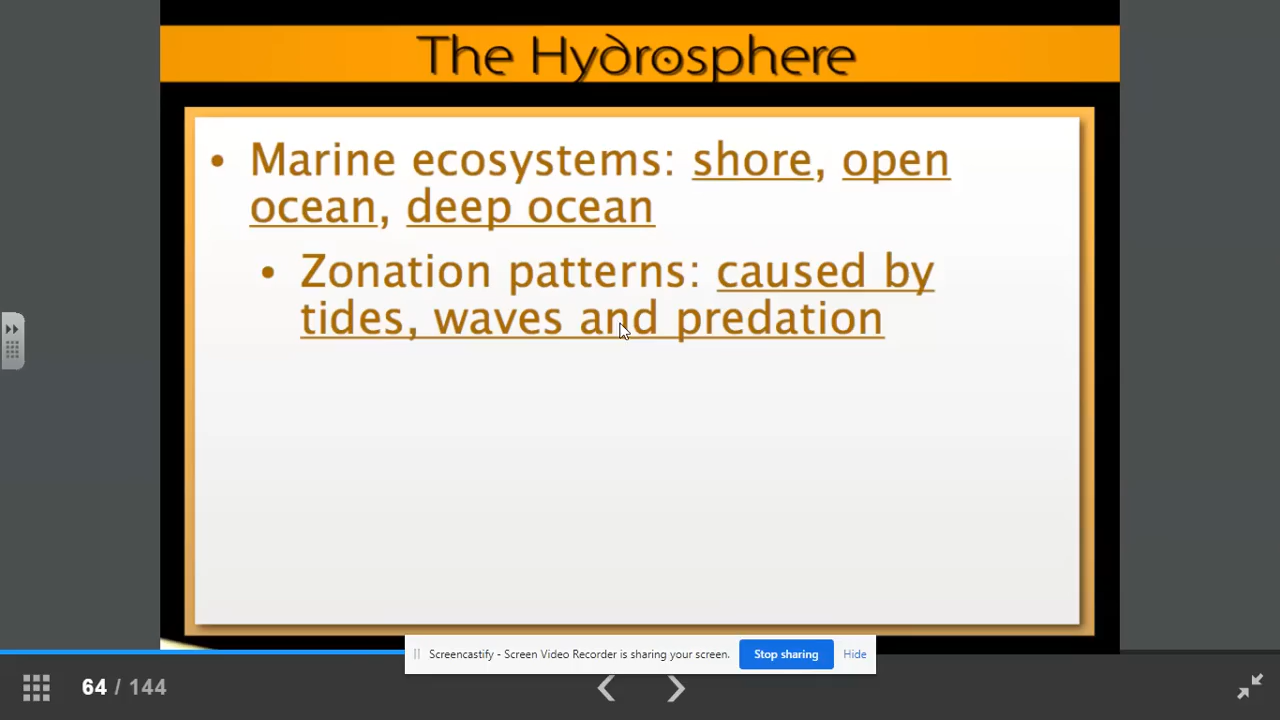 The Hydrosphere
• Marine ecosystems: shore, open
ocean, deep ocean
• Zonation patterns: caused by
tides, waves and predation
Screencastify - Screen Video Recorder is sharing your screen. Stop sharing Hide
64 / 144